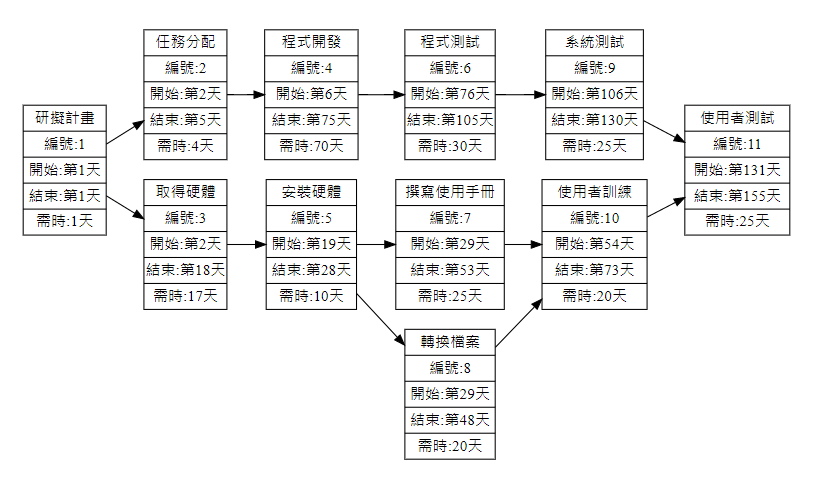 研擬計畫
編號:1
開始:第1天
結束:第1天
需時:1天
任務分配
編號:2
開始:第2天
結束:第5天
需時:4天
取得硬體
編號:3
開始:第2天
結束:第18天
需時:17天
程式開發
編號:4
開始:第6天
結束:第75天
需時:70天
安裝硬體
編號:5
開始:第19天
結束:第28天
需時:10天
程式測試
編號:6
開始:第76天
結束:第105天
需時:30天
撰寫使用手冊
編號:7
開始:第29天
結束:第53天
需時:25天
轉換檔案
編號:8
開始:第29天
結束:第48天
需時:20天
系統測試
編號:9
開始:第106天
結束:第130天
需時:25天
使用者訓練
編號:10
開始:第54天
結束:第73天
需時:20天
使用者測試
編號:11
開始:第131天
結束:第155天
需時:25天